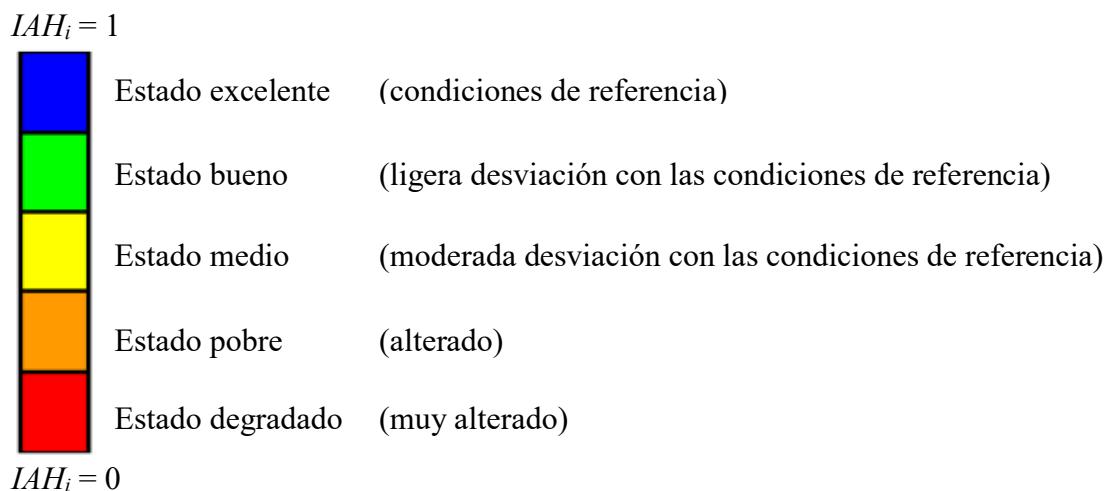 IAHi = 1
Estado excelente (condiciones de referencia)
Estado bueno (ligera desviación con las condiciones de referencia)
Estado medio (moderada desviación con las condiciones de referencia)
Estado pobre (alterado)
Estado degradado (muy alterado)
IAHi = 0